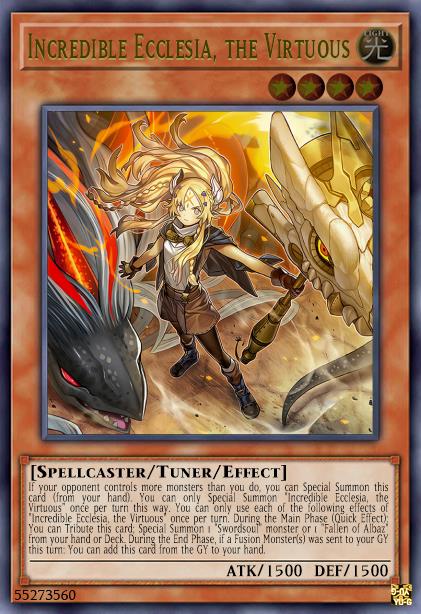 Incredible Ecclesia, the Virtuous
LIGHT
光
[Spellcaster/Tuner/Effect]
If your opponent controls more monsters than you do, you can Special Summon this
card (from your hand). You can only Special Summon "Incredible Ecclesia, the
Virtuous" once per turn this way. You can only use each of the following effects of
"Incredible Ecclesia, the Virtuous" once per turn. During the Main Phase (Quick Effect):
You can Tribute this card; Special Summon 1 "Swordsoul" monster or 1 "Fallen of Albaz"
from your hand or Deck. During the End Phase, if a Fusion Monster(s) was sent to your GY
this turn: You can add this card from the GY to your hand.
ATK/1500 DEF/1500
55273560